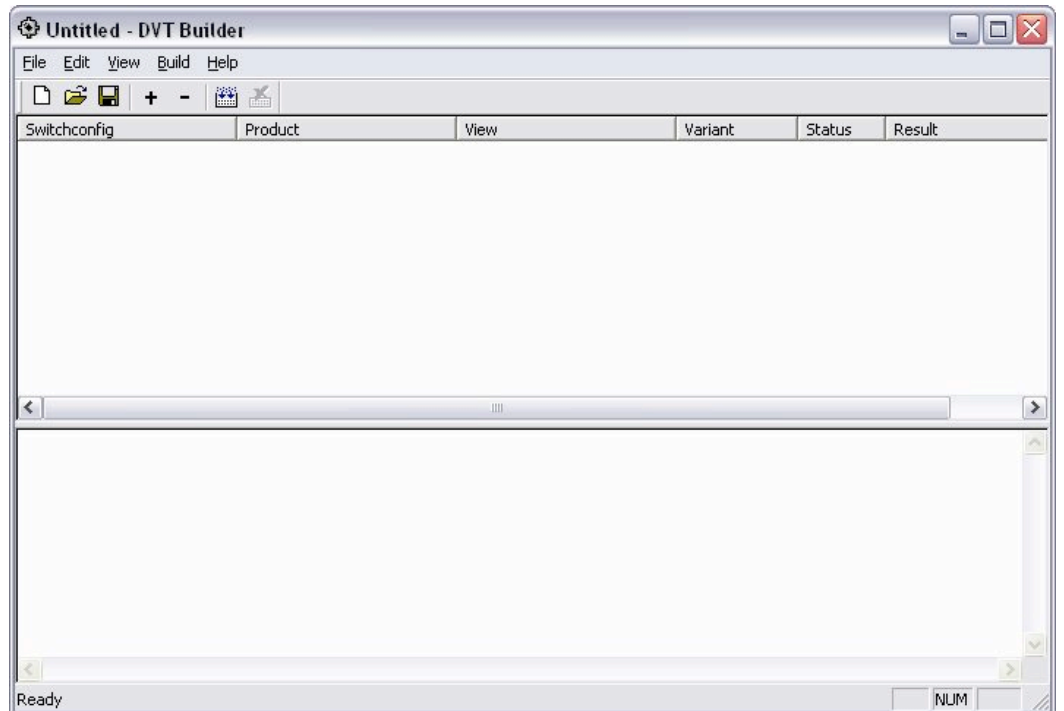 Untitled - DVT Builder
File Edit View Build Help
Switchconfig Product View Variant Status Result
Ready NUM